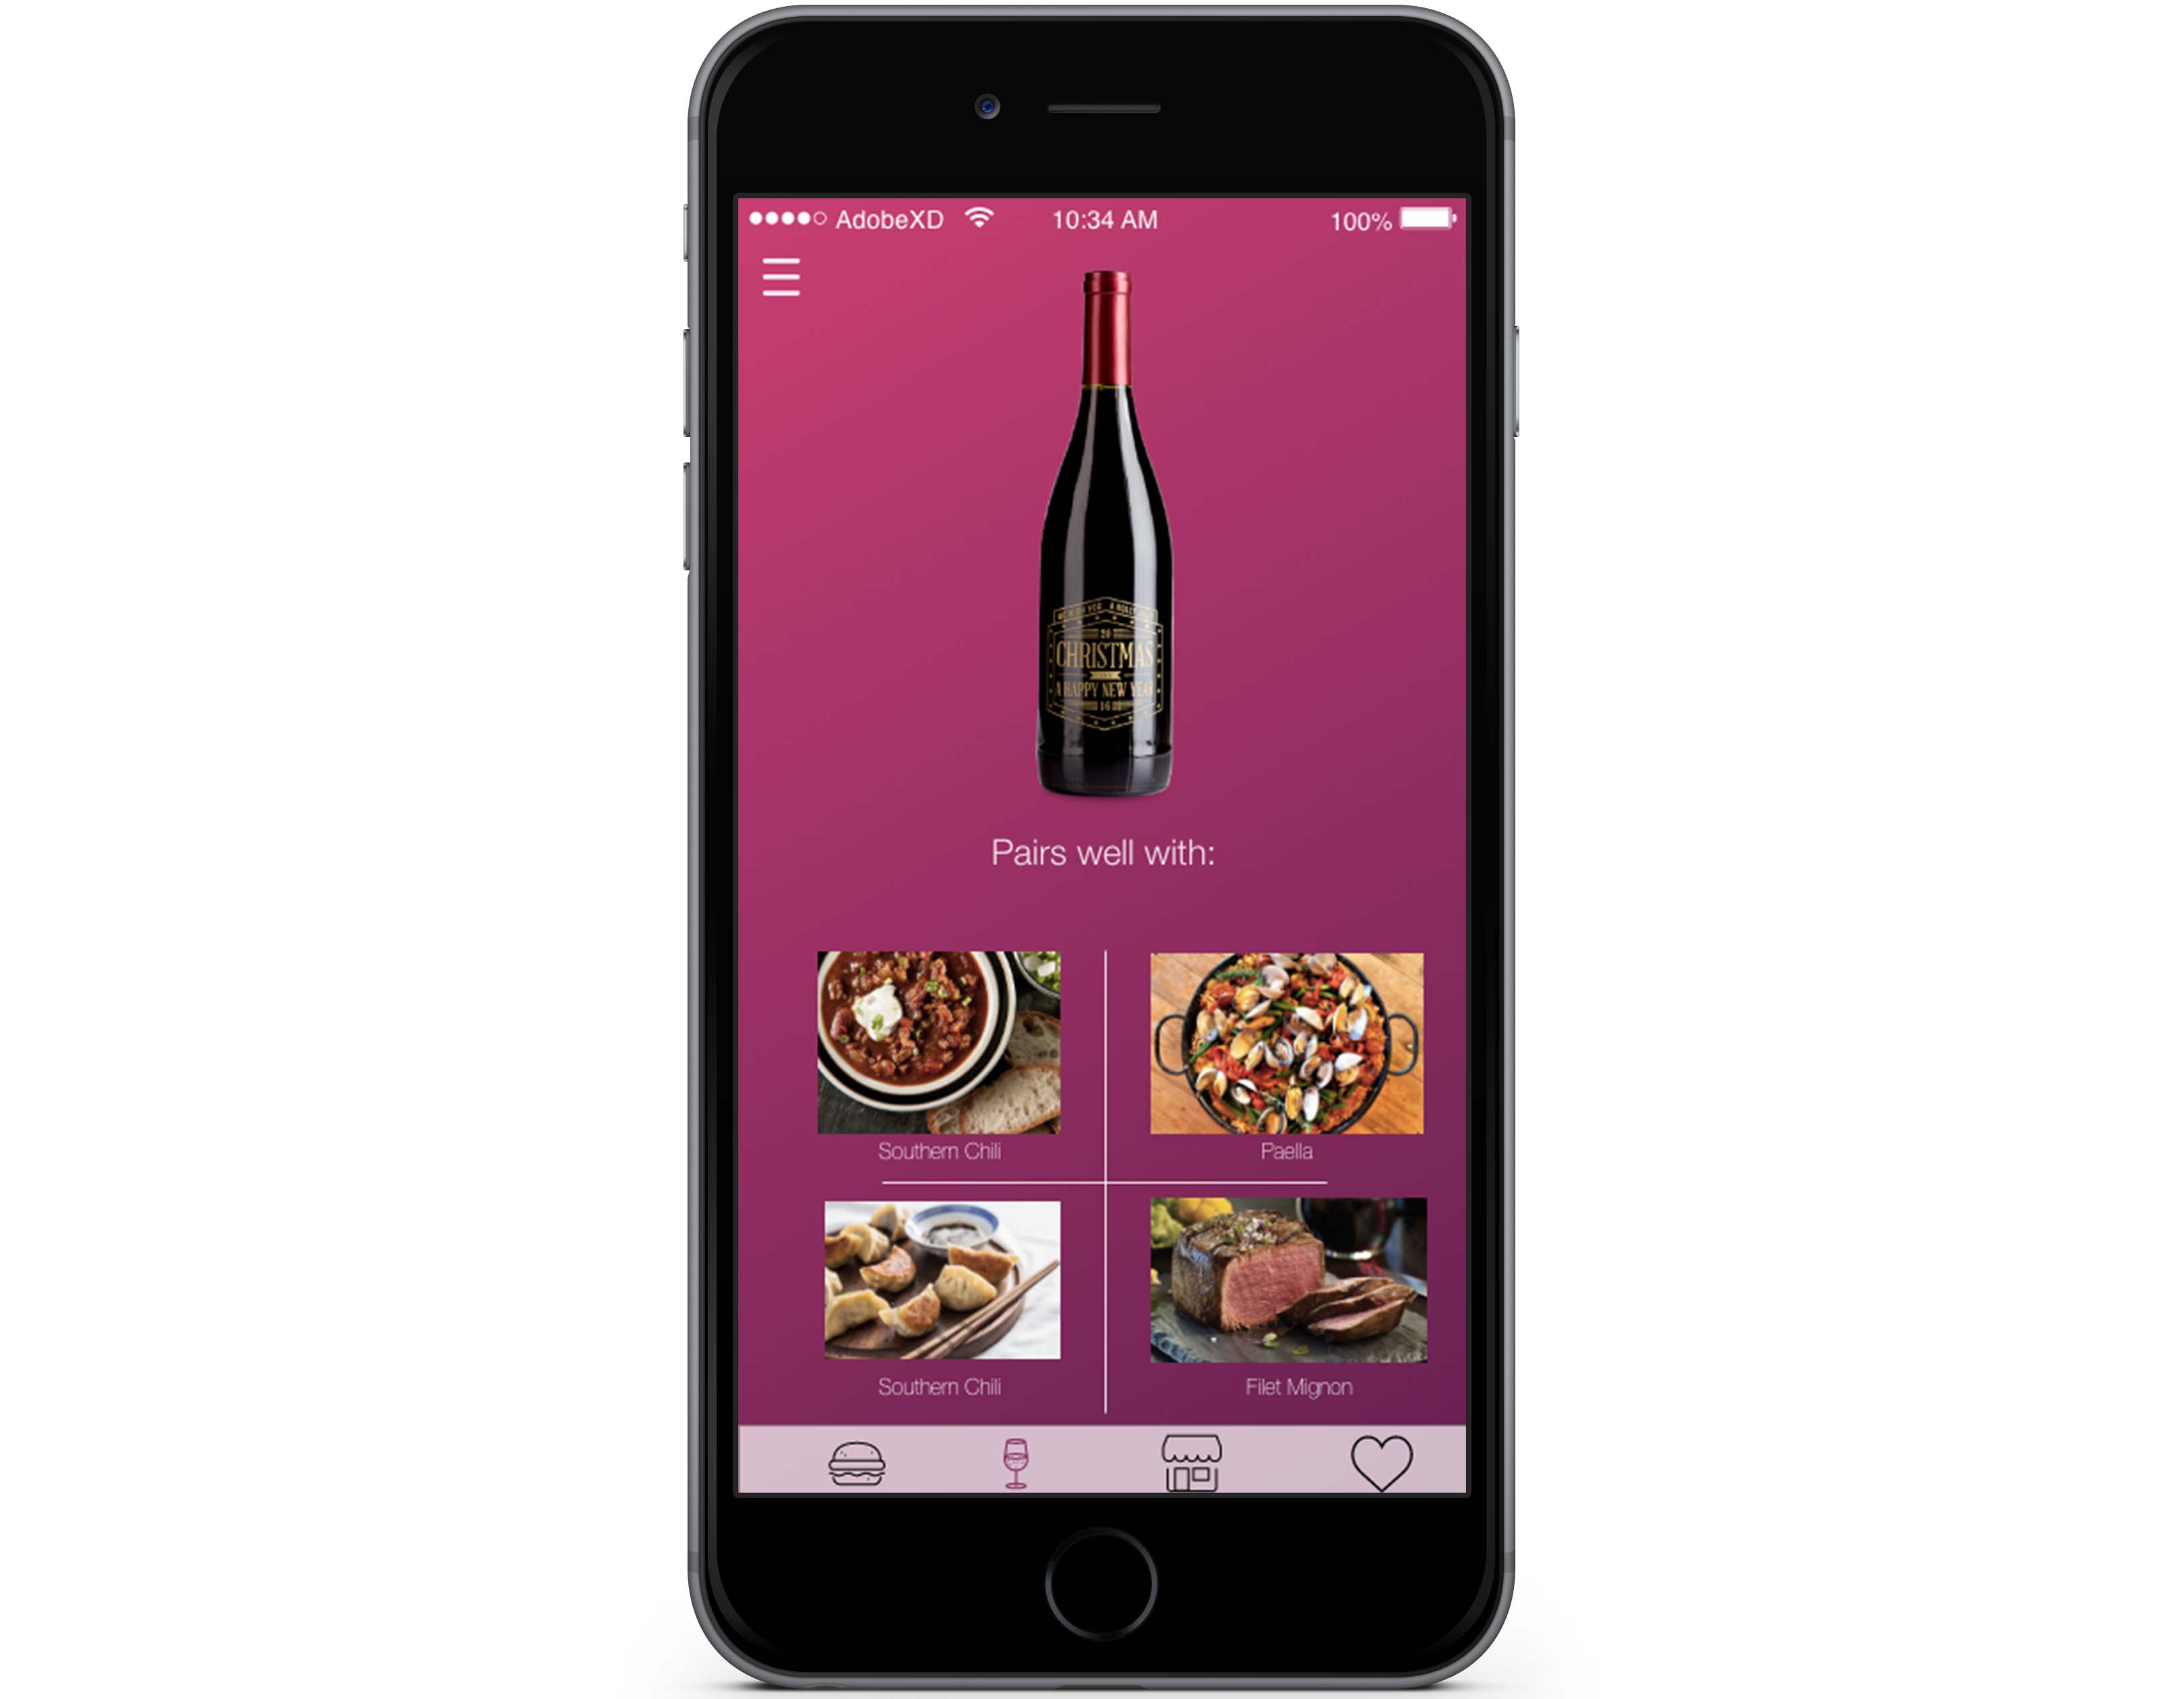 AdobeXD 10:34 AM 100%
20
CHRISTMAS
A HAPPY NEW YEAR
16
Pairs well with:
Southern Chili
Paella
Southern Chili
Filet Mignon